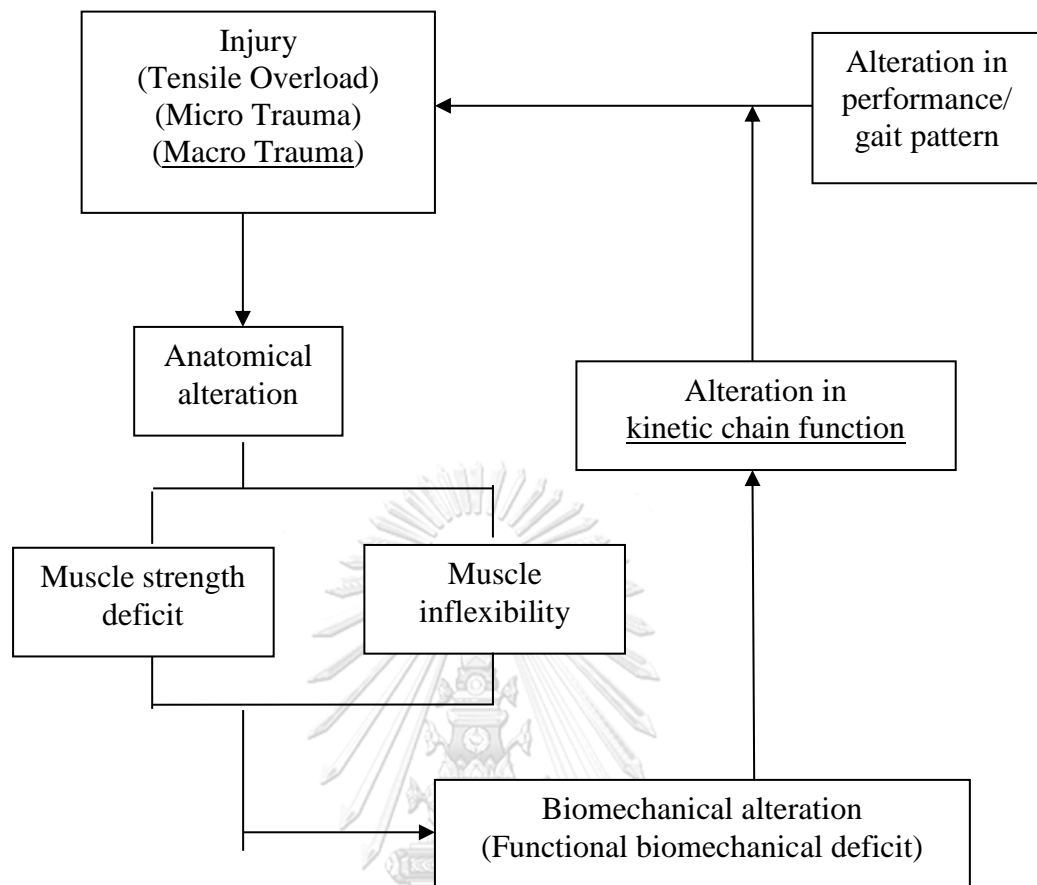 Injury
(Tensile Overload)
(Micro Trauma)
(Macro Trauma)
Alteration in
performance/
gait pattern
Anatomical
alteration
Alteration in
kinetic chain function
Muscle strength
deficit
Muscle
inflexibility
Biomechanical alteration
(Functional biomechanical deficit)